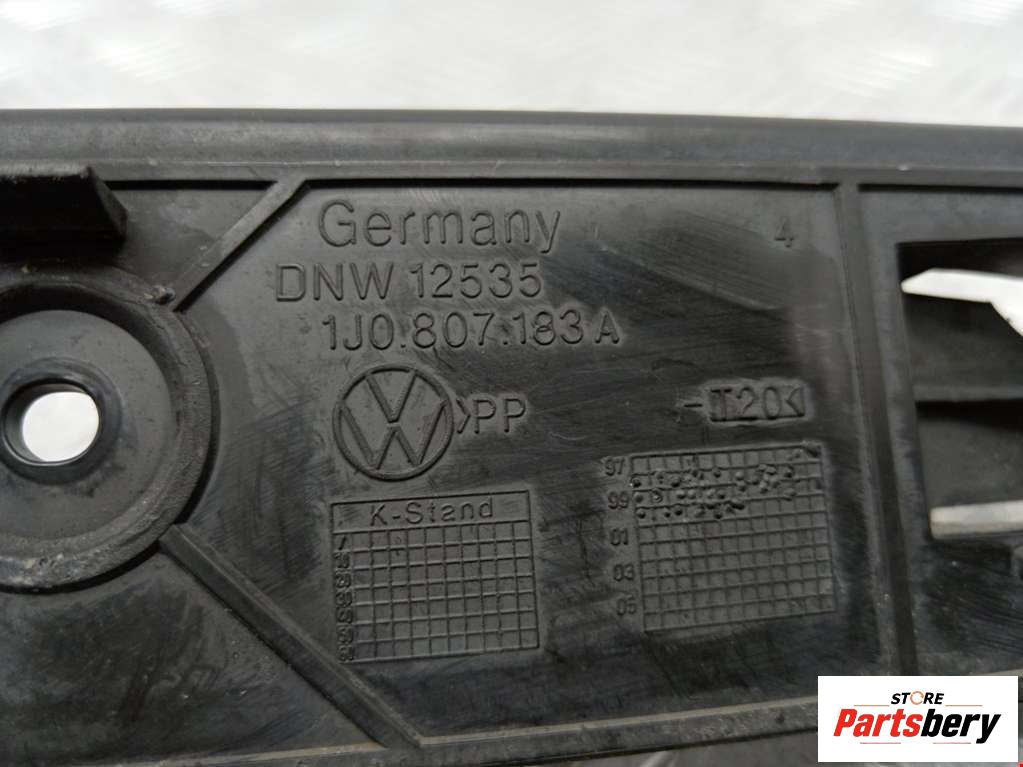 Germany
4
DNW 12535
1J0.807.183 A
>PP
-T20<
K-Stand
97
99
01
03
05
STORE
Partsbery